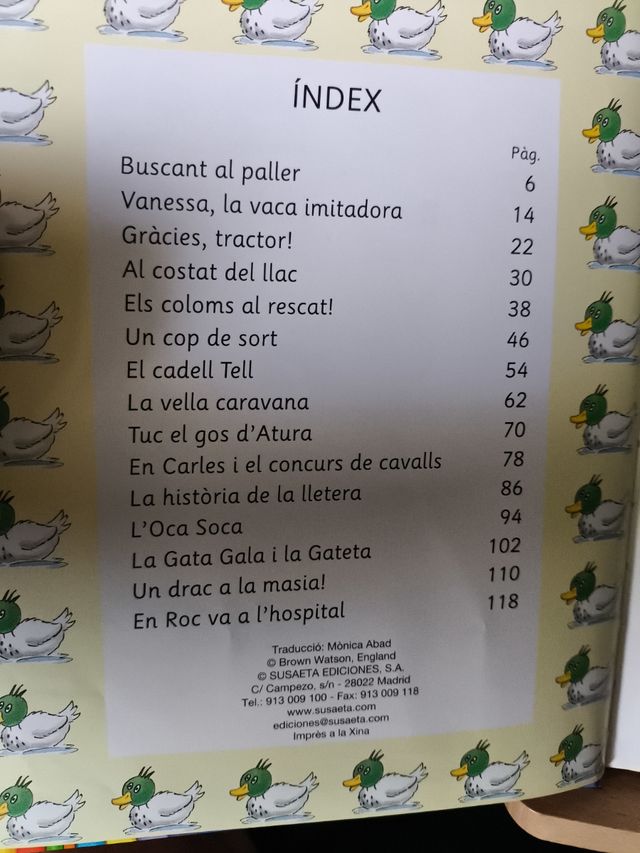 ÍNDEX
Pàg.
Buscant al paller 6
Vanessa, la vaca imitadora 14
Gràcies, tractor! 22
Al costat del llac 30
Els coloms al rescat! 38
Un cop de sort 46
El cadell Tell 54
La vella caravana 62
Tuc el gos d'Atura 70
En Carles i el concurs de cavalls 78
La història de la lletera 86
L'Oca Soca 94
La Gata Gala i la Gateta 102
Un drac a la masia! 110
En Roc va a l'hospital 118
Traducció: Mònica Abad
© Brown Watson, England
© SUSAETA EDICIONES, S.A.
C/ Campezo, s/n - 28022 Madrid
Tel.: 913 009 100 - Fax: 913 009 118
www.susaeta.com
ediciones@susaeta.com
Imprès a la Xina